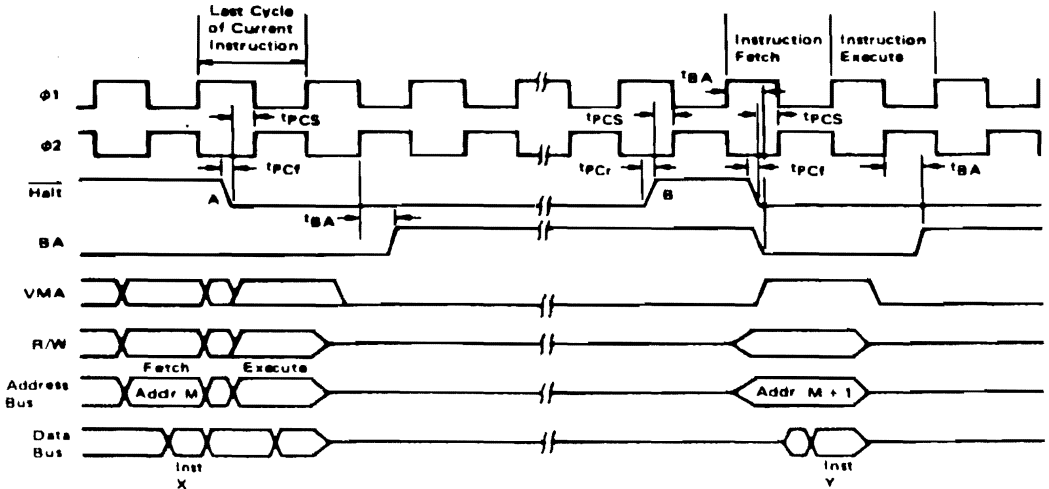 Last Cycle
of Current
Instruction
Instruction
Fetch
Instruction
Execute
tBA
φ1
tPCS
tPCS
tPCS
φ2
tPCf
tPCr
tPCf
tBA
Halt
A
B
tBA
BA
VMA
R/W
Fetch
Execute
Address
Bus
Addr M
Addr M + 1
Data
Bus
Inst
X
Inst
Y